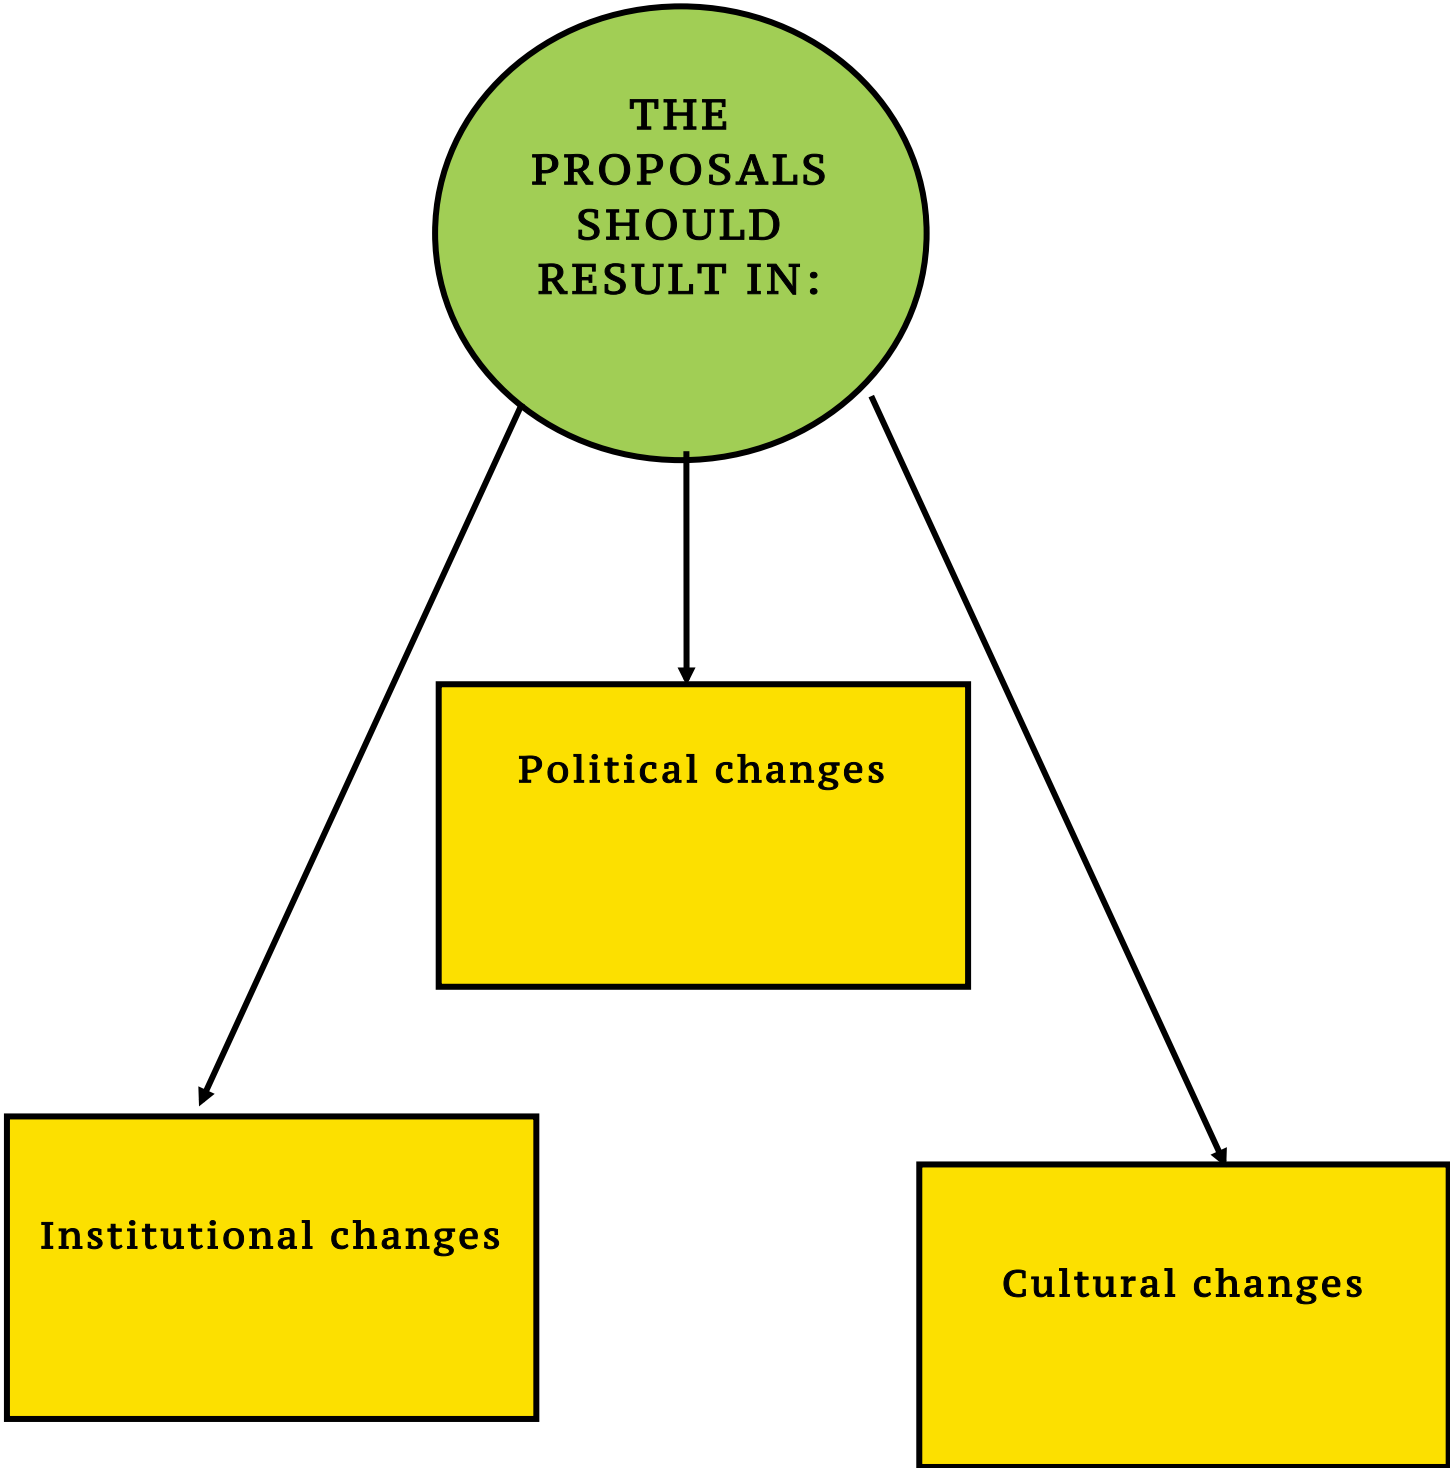 THE
PROPOSALS
SHOULD
RESULT IN:
Political changes
Institutional changes
Cultural changes